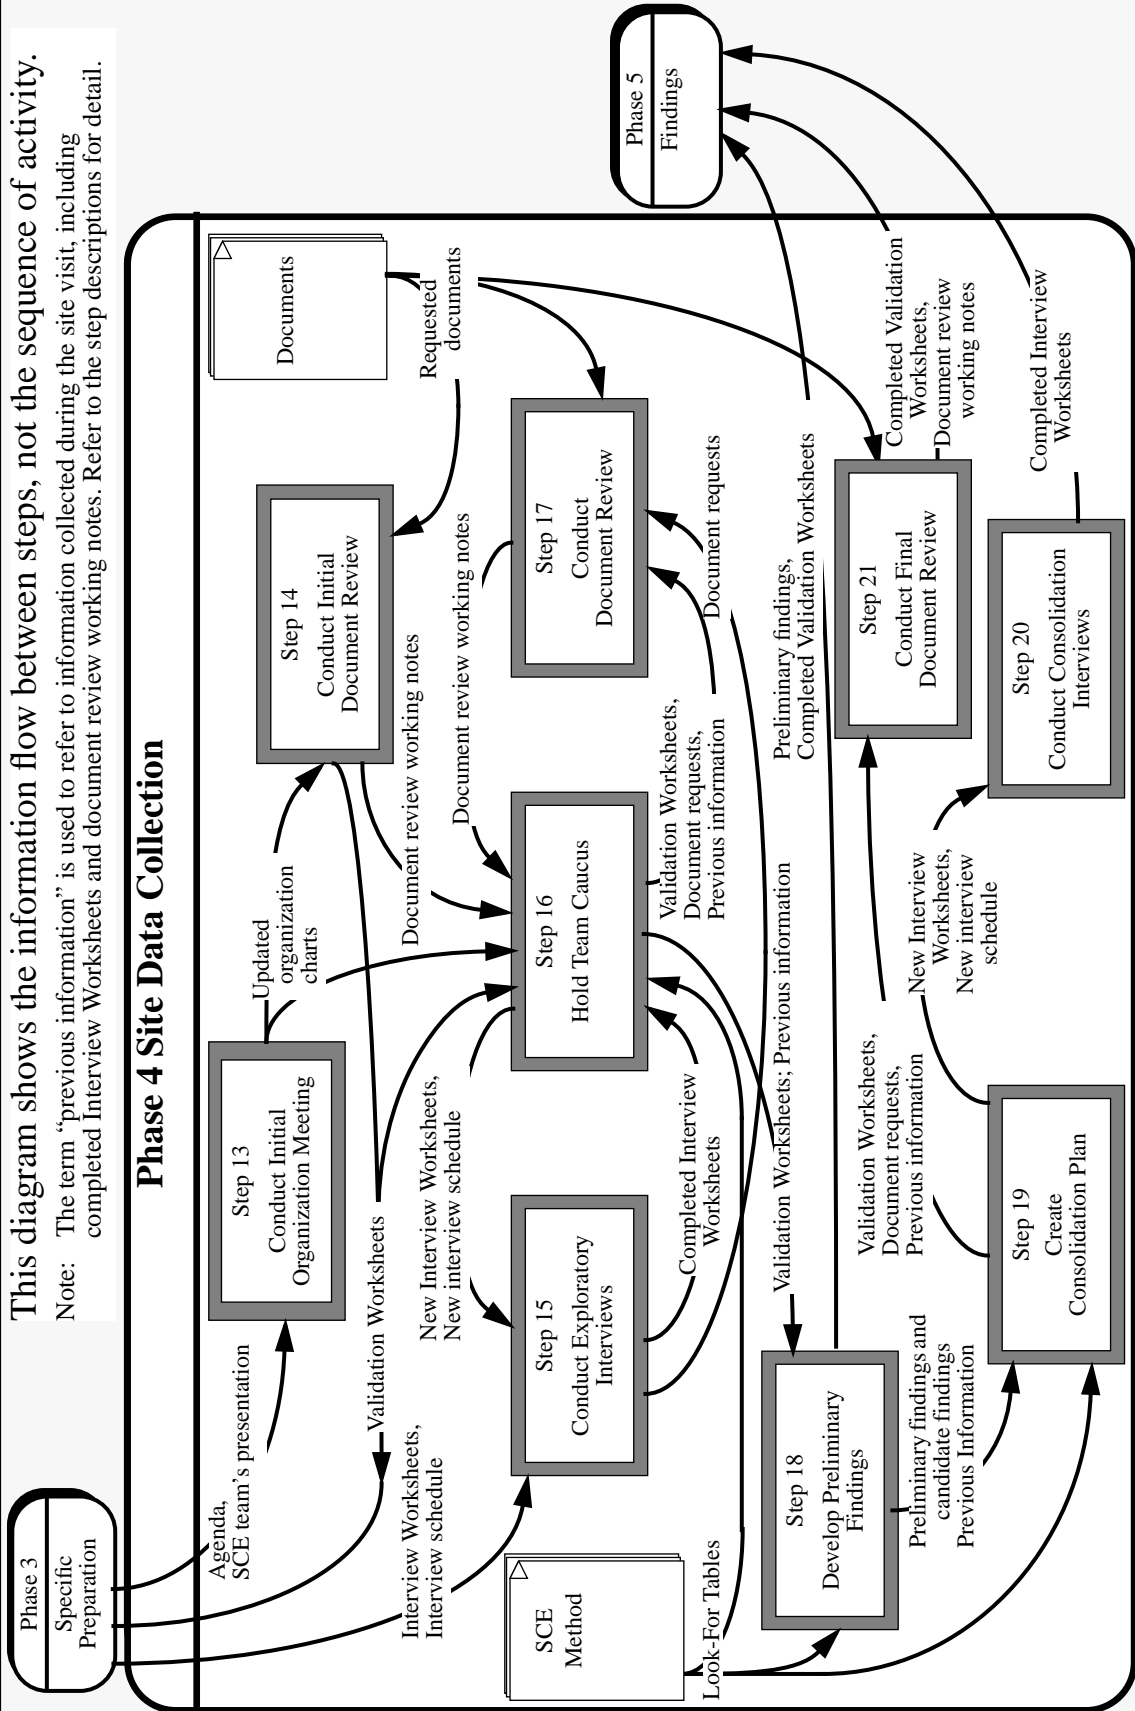 This diagram shows the information flow between steps, not the sequence of activity.
Note: The term “previous information” is used to refer to information collected during the site visit, including
completed Interview Worksheets and document review working notes. Refer to the step descriptions for detail.
Phase 3
Specific
Preparation
Phase 4 Site Data Collection
Agenda,
SCE team’s presentation
Step 13
Conduct Initial
Organization Meeting
Updated
organization
charts
Step 14
Conduct Initial
Document Review
Documents
Requested
documents
Validation Worksheets
Document review working notes
Interview Worksheets,
Interview schedule
New Interview Worksheets,
New interview schedule
Document review working notes
Step 15
Conduct Exploratory
Interviews
Step 16
Hold Team Caucus
Step 17
Conduct
Document Review
SCE
Method
Completed Interview
Worksheets
Validation Worksheets,
Document requests,
Previous information
Document requests
Look-For Tables
Validation Worksheets; Previous information
Preliminary findings,
Completed Validation Worksheets
Phase 5
Findings
Step 18
Develop Preliminary
Findings
Validation Worksheets,
Document requests,
Previous information
Step 21
Conduct Final
Document Review
Completed Validation
Worksheets,
Document review
working notes
Preliminary findings and
candidate findings
Previous Information
New Interview
Worksheets,
New interview
schedule
Step 19
Create
Consolidation Plan
Step 20
Conduct Consolidation
Interviews
Completed Interview
Worksheets